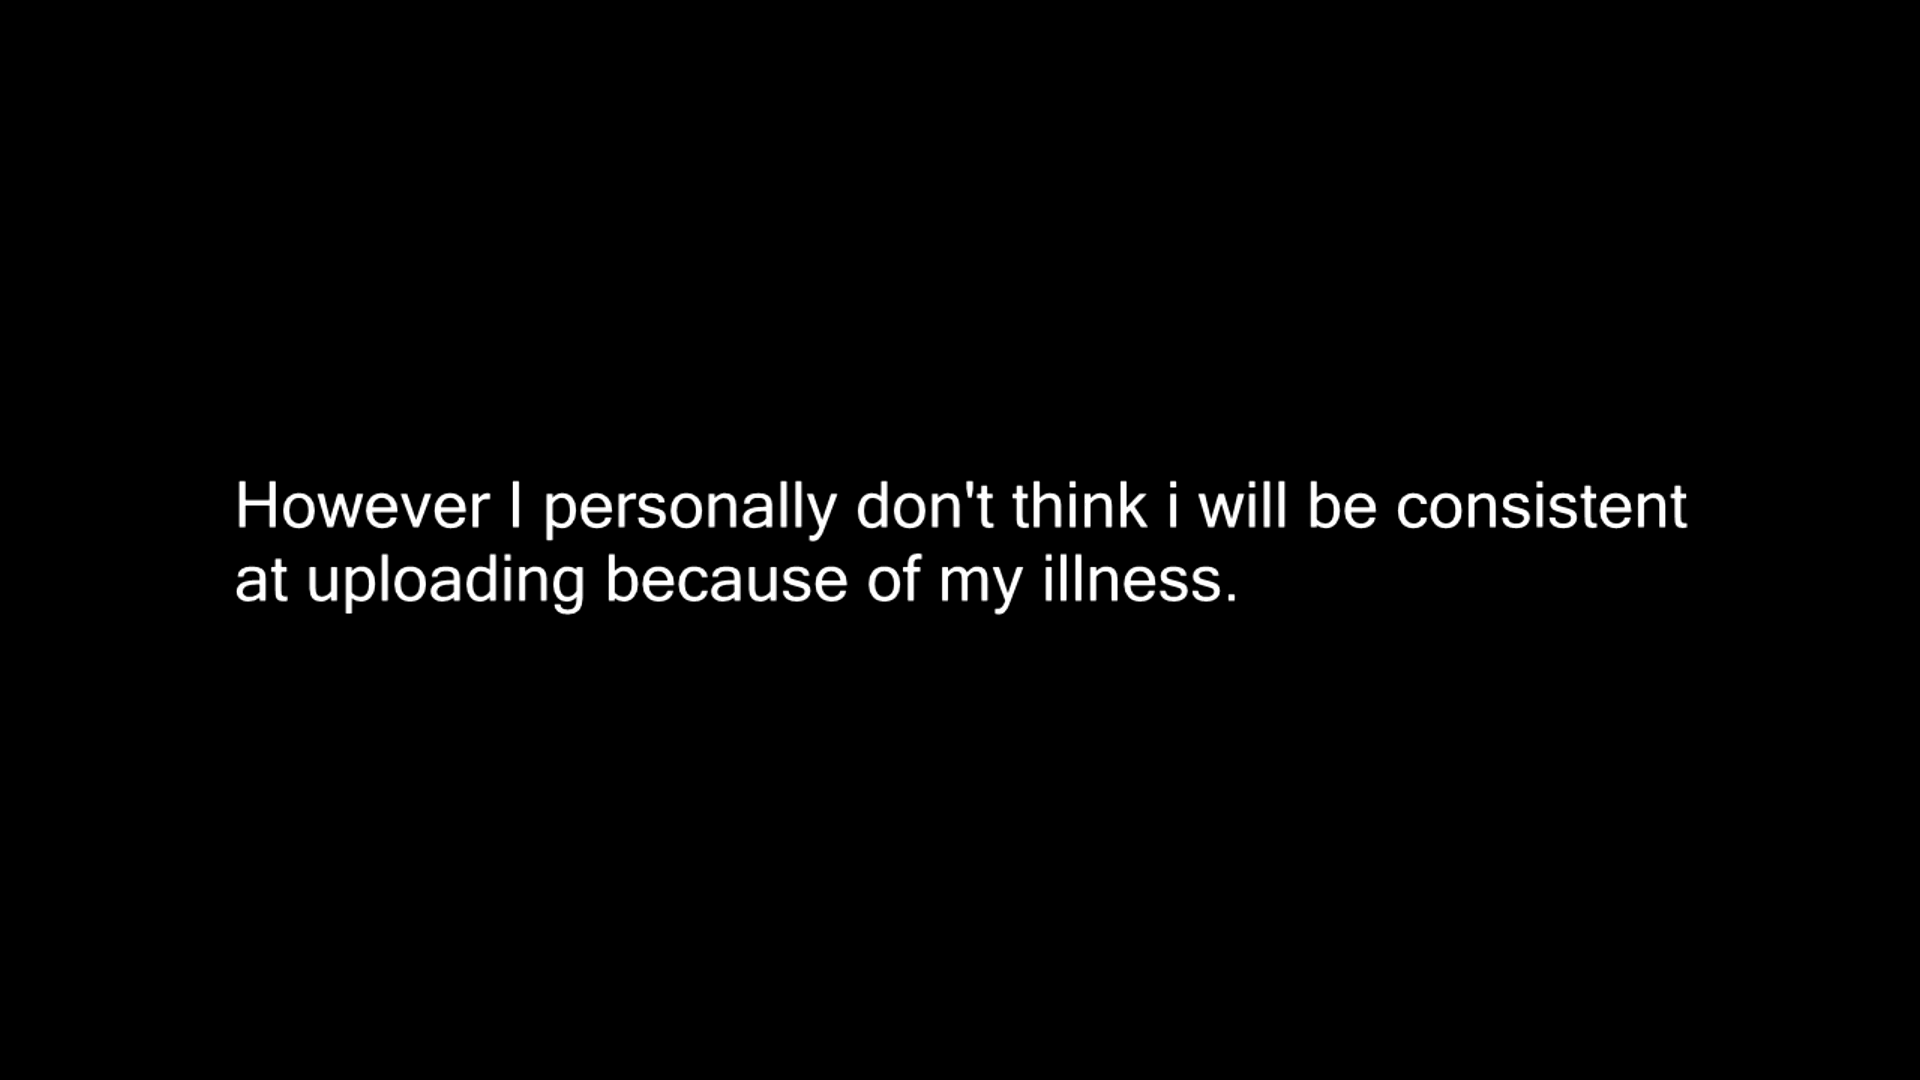 However I personally don't think i will be consistent
at uploading because of my illness.